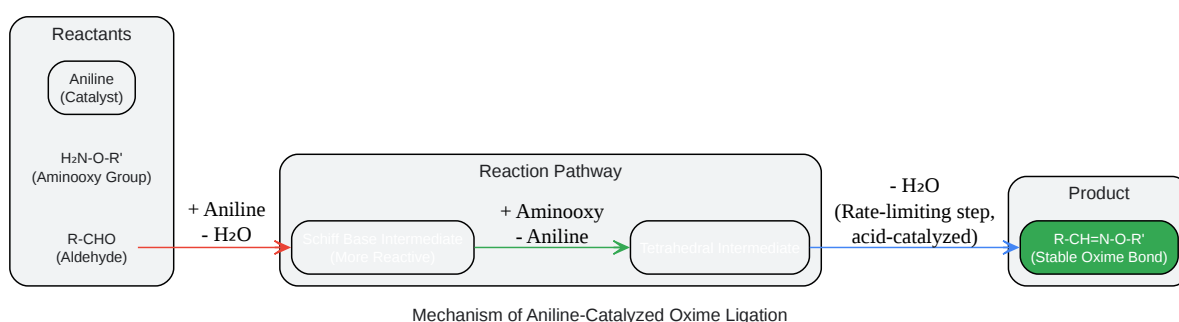 Reactants
Aniline
(Catalyst)
H₂N-O-R'
(Aminooxy Group)
R-CHO
(Aldehyde)
+ Aniline
- H₂O
Reaction Pathway
Schiff Base Intermediate
(More Reactive)
+ Aminooxy
- Aniline
Tetrahedral Intermediate
- H₂O
(Rate-limiting step,
acid-catalyzed)
Product
R-CH=N-O-R'
(Stable Oxime Bond)
Mechanism of Aniline-Catalyzed Oxime Ligation